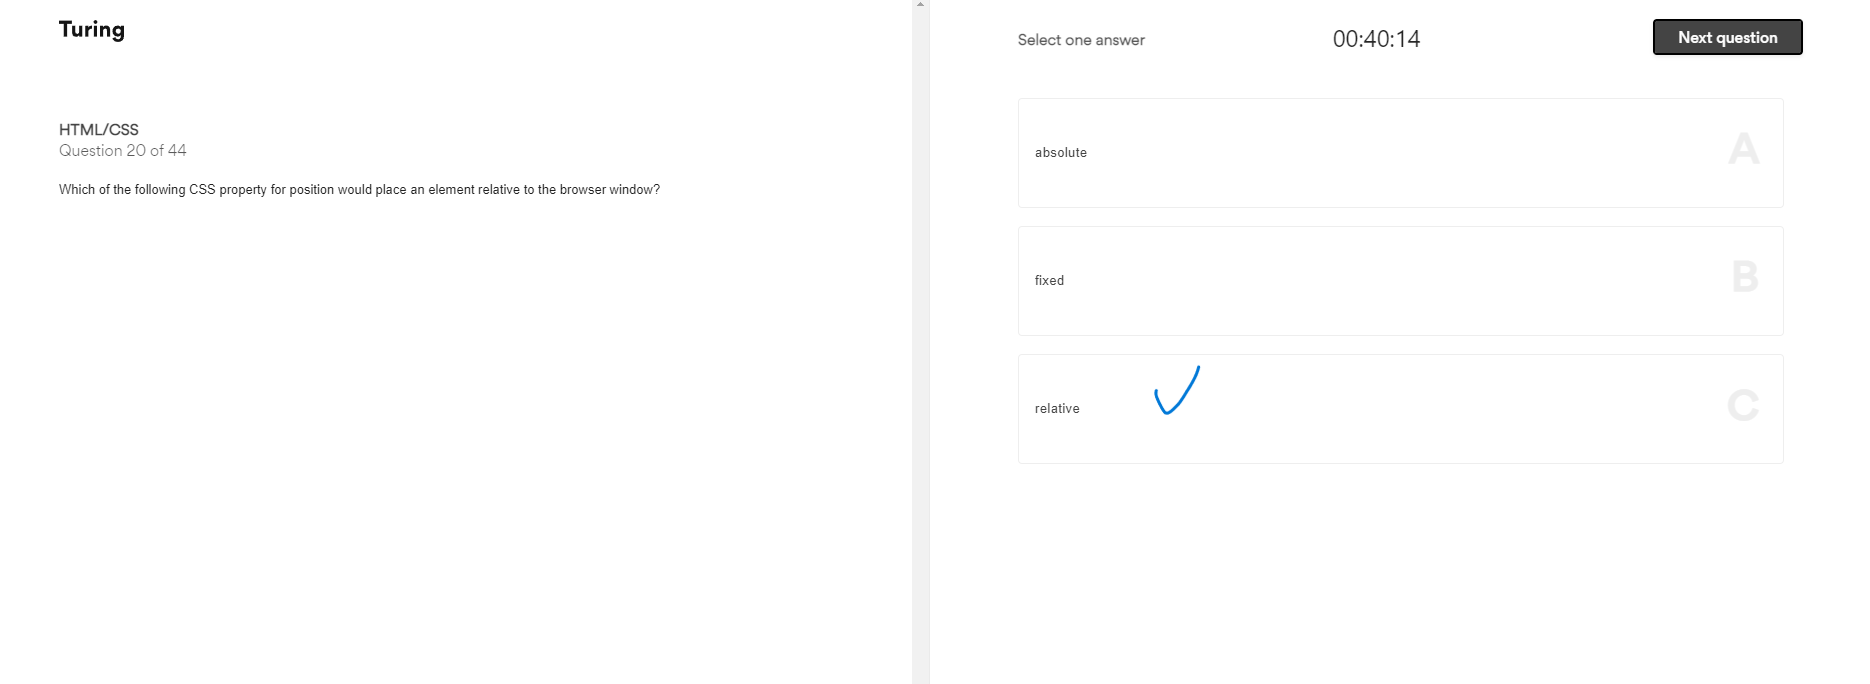 Turing
HTML/CSS
Question 20 of 44
Which of the following CSS property for position would place an element relative to the browser window?
Select one answer
00:40:14
Next question
absolute
A
fixed
B
relative
C